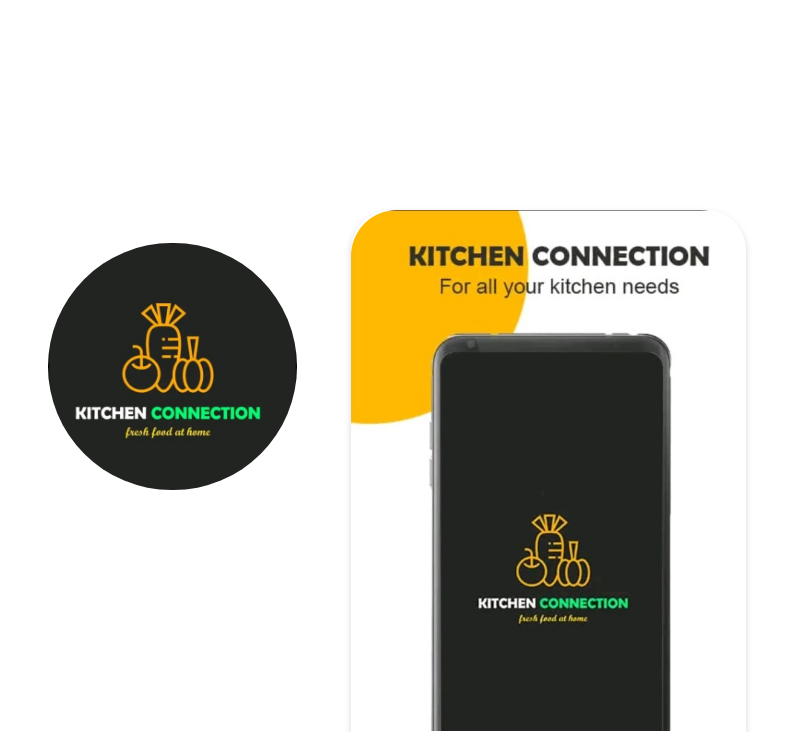 KITCHEN CONNECTION
fresh food at home
KITCHEN CONNECTION
For all your kitchen needs
KITCHEN CONNECTION
fresh food at home